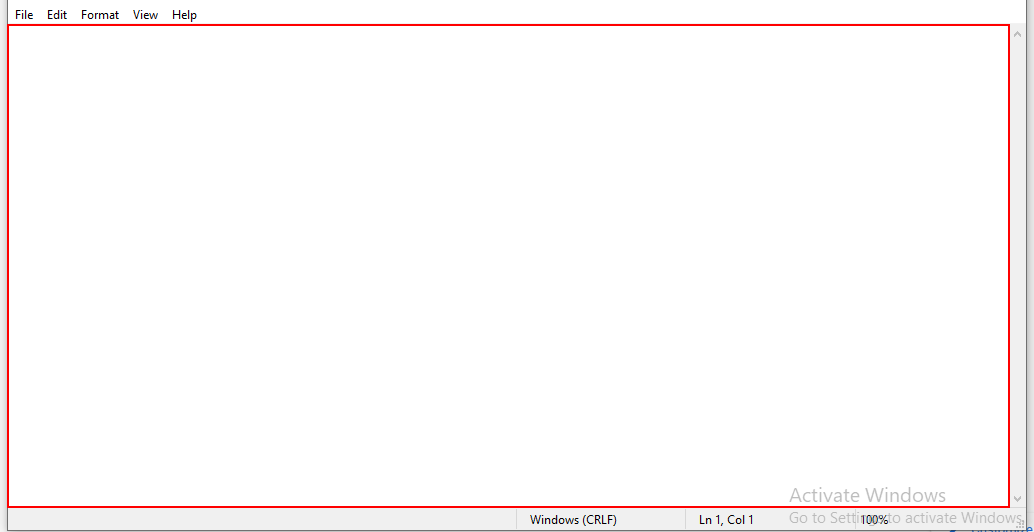 File Edit Format View Help
Activate Windows
Windows (CRLF) Ln 1, Col 1 100%
Go to Settings to activate Windows.